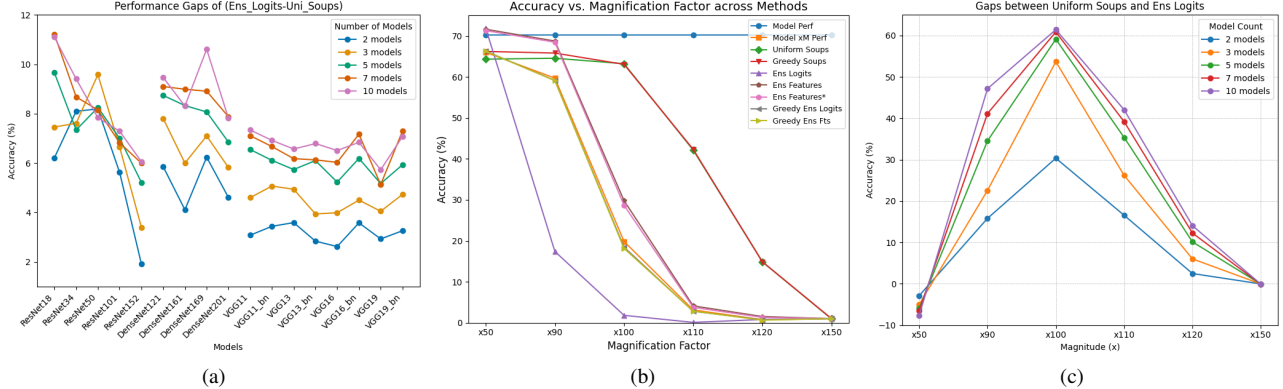 Performance Gaps of (Ens_Logits-Uni_Soups)
Number of Models
2 models
3 models
5 models
7 models
10 models
Accuracy (%)
12
10
8
6
4
2
ResNet18
ResNet34
ResNet50
ResNet101
ResNet152
DenseNet121
DenseNet161
DenseNet169
DenseNet201
VGG11
VGG11_bn
VGG13
VGG13_bn
VGG16
VGG16_bn
VGG19
VGG19_bn
Models
(a)
Accuracy vs. Magnification Factor across Methods
Model Perf
Model xM Perf
Uniform Soups
Greedy Soups
Ens Logits
Ens Features
Ens Features*
Greedy Ens Logits
Greedy Ens Fts
Accuracy (%)
70
60
50
40
30
20
10
0
x50
x90
x100
x110
x120
x150
Magnification Factor
(b)
Gaps between Uniform Soups and Ens Logits
Model Count
2 models
3 models
5 models
7 models
10 models
Accuracy (%)
60
50
40
30
20
10
0
−10
x50
x90
x100
x110
x120
x150
Magnitude (x)
(c)